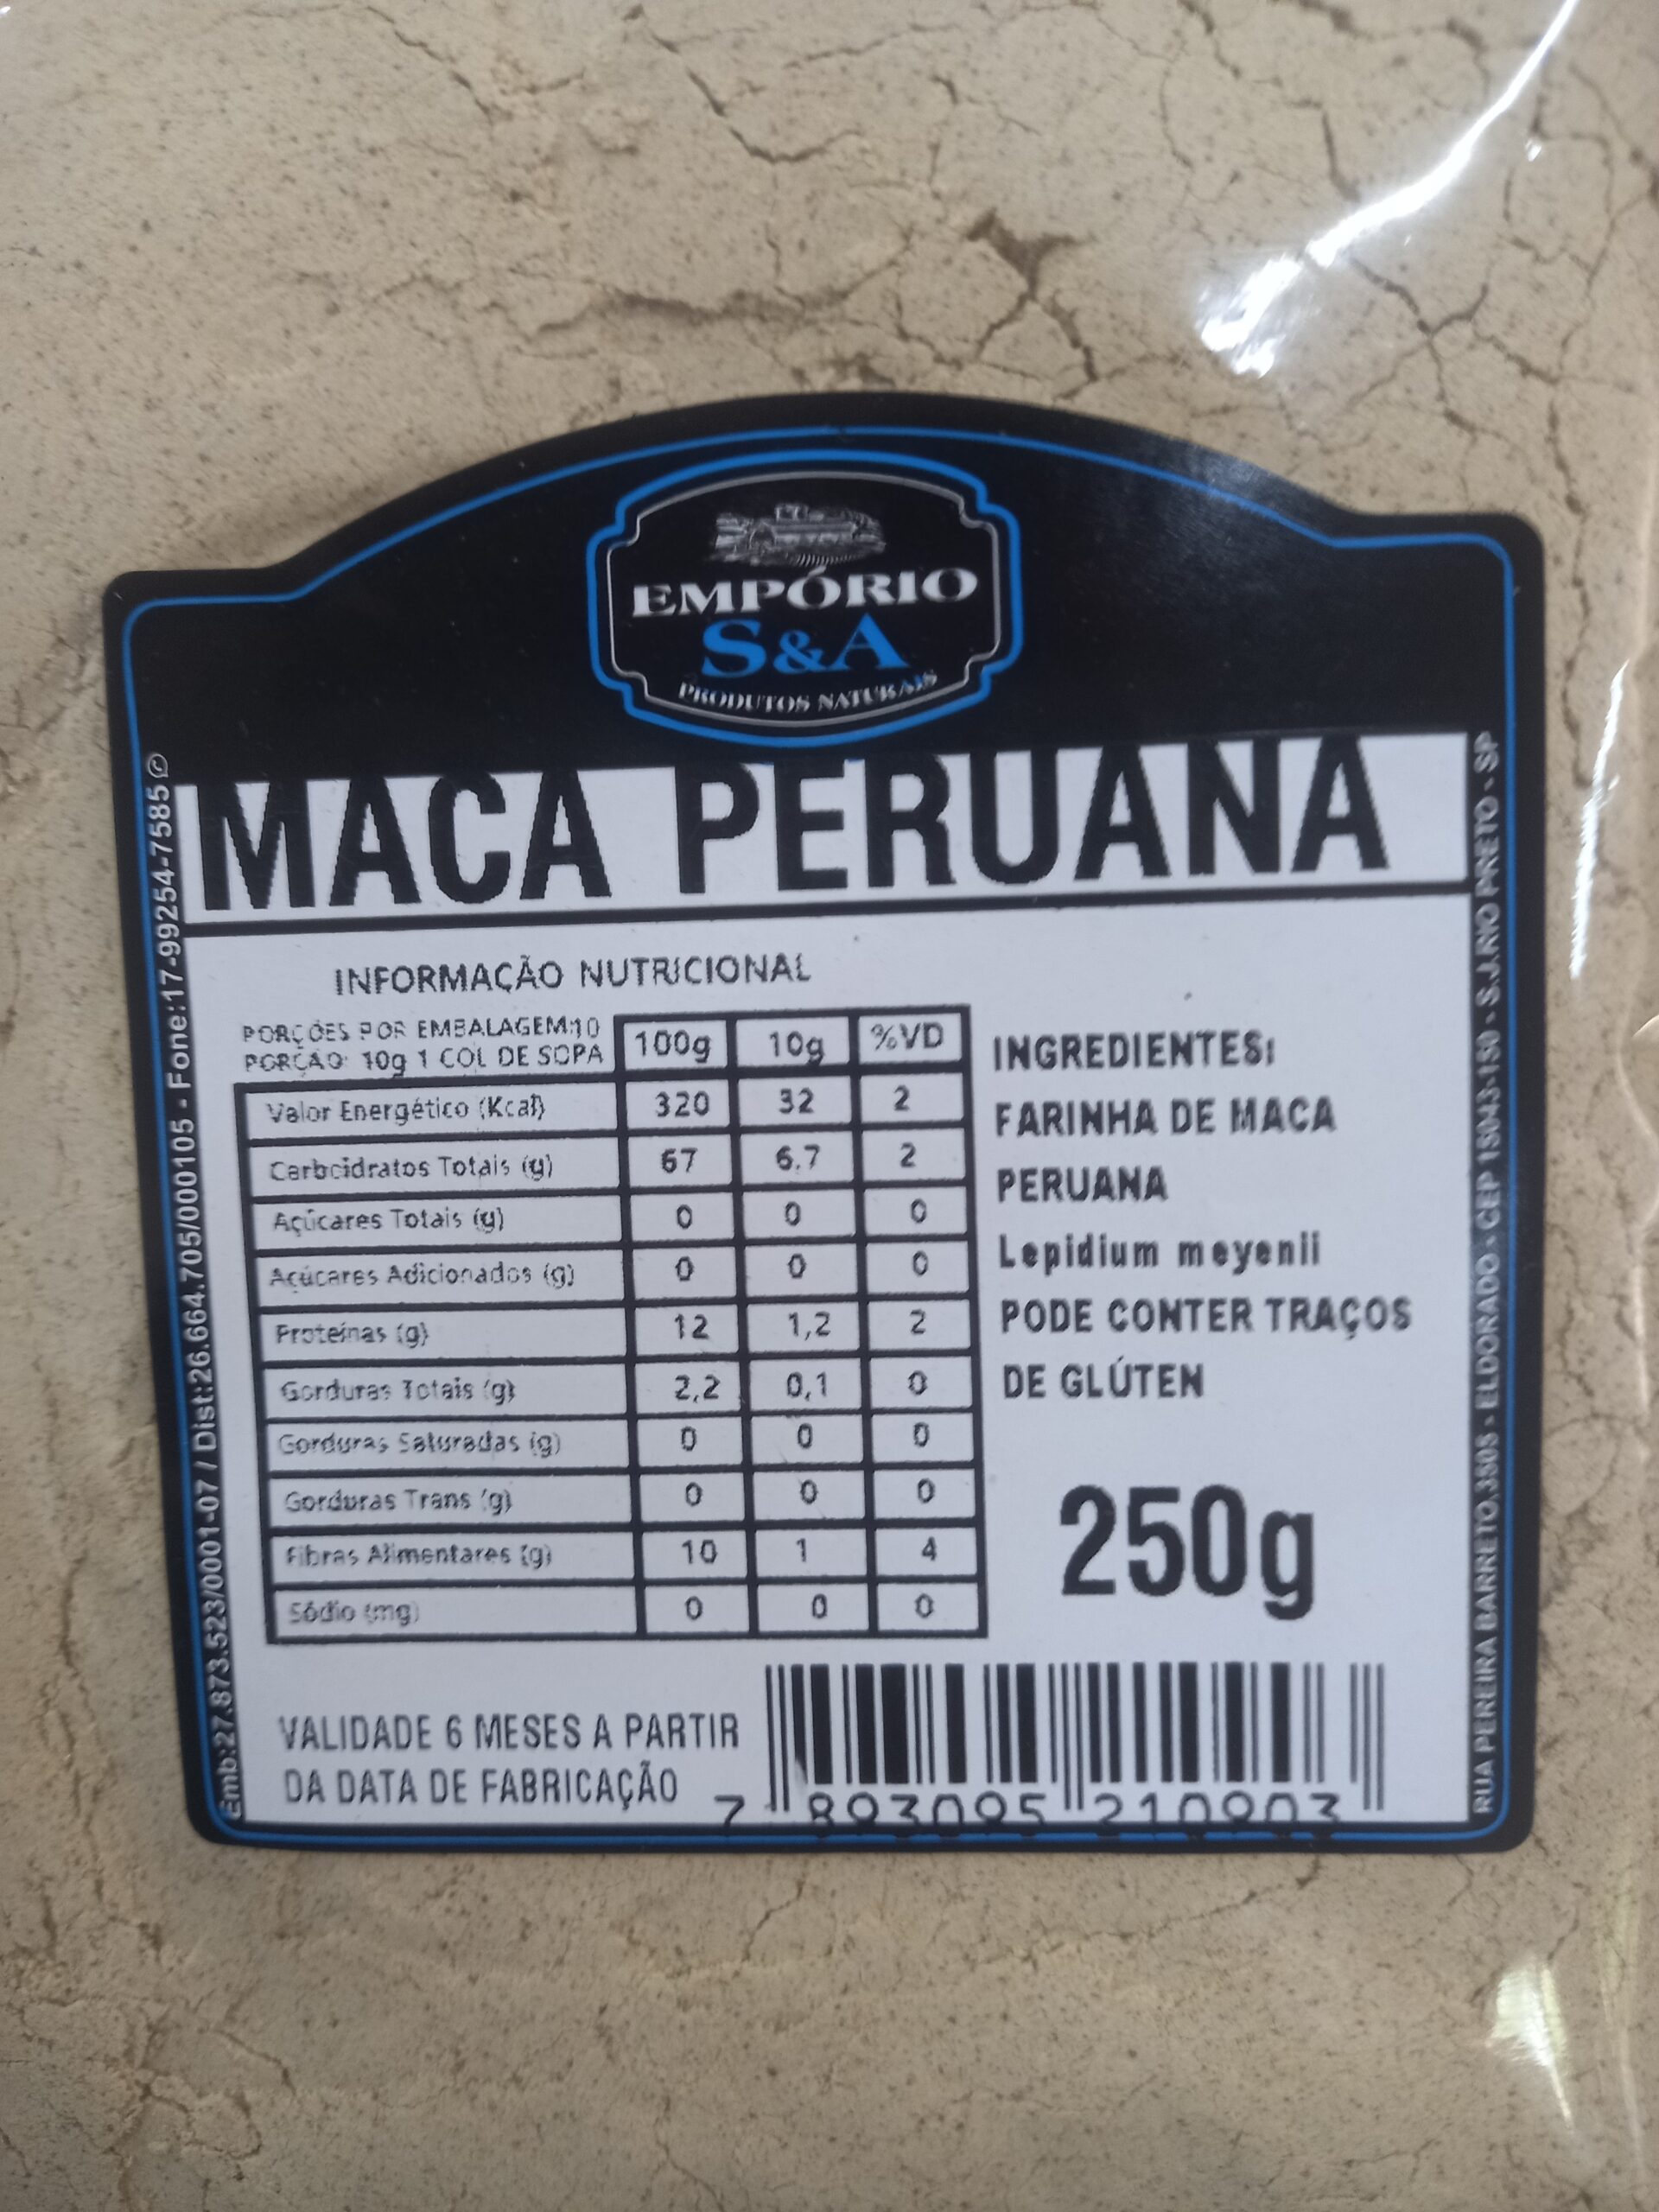 EMPÓRIO
S&A
PRODUTOS NATURAIS
MACA PERUANA
INFORMAÇÃO NUTRICIONAL
PORÇÕES POR EMBALAGEM:10
PORÇÃO: 10g 1 COL DE SOPA
100g 10g %VD
Valor Energético (Kcal) 320 32 2
Carboidratos Totais (g) 67 6.7 2
Açúcares Totais (g) 0 0 0
Açúcares Adicionados (g) 0 0 0
Proteínas (g) 12 1,2 2
Gorduras Totais (g) 2,2 0,1 0
Gorduras Saturadas (g) 0 0 0
Gorduras Trans (g) 0 0 0
Fibras Alimentares (g) 10 1 4
Sódio (mg) 0 0 0
INGREDIENTES:
FARINHA DE MACA
PERUANA
Lepidium meyenii
PODE CONTER TRAÇOS
DE GLÚTEN
250g
VALIDADE 6 MESES A PARTIR
DA DATA DE FABRICAÇÃO
7 893095 210903
Emb:27.873.523/0001-07 / Dist:26.664.705/000105 - Fone:17-99254-7585
RUA PEREIRA BARRETO,3505 - ELDORADO - CEP 15043-150 - S.J.RIO PRETO - SP